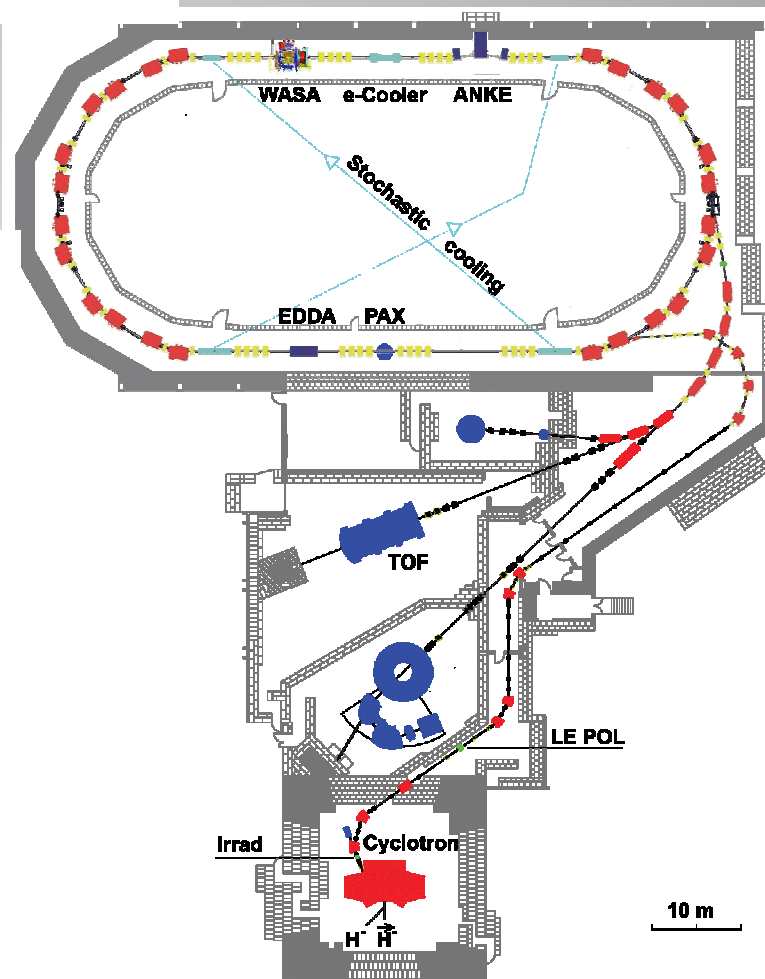 WASA e-Cooler ANKE
Stochastic cooling
EDDA PAX
TOF
LE POL
Irrad
Cyclotron
10 m
H⁻ H⃗⁻